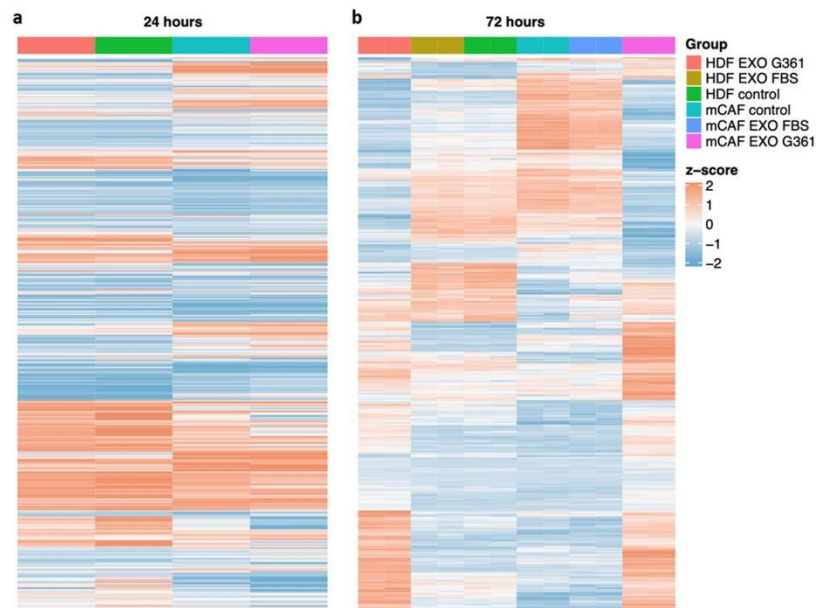 a
24 hours
b
72 hours
Group
HDF EXO G361
HDF EXO FBS
HDF control
mCAF control
mCAF EXO FBS
mCAF EXO G361
z-score
2
1
0
−1
−2